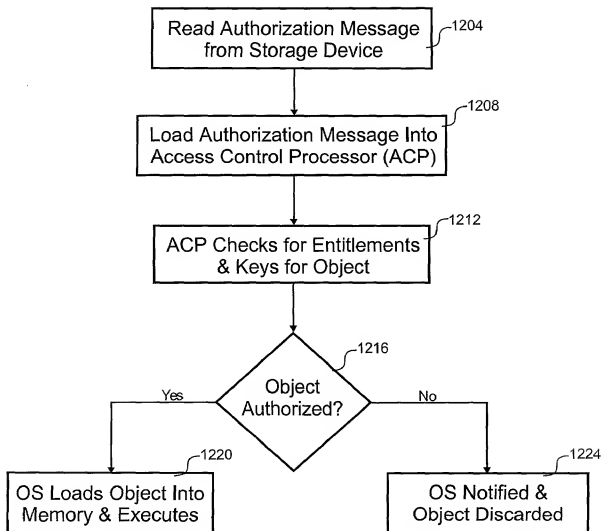 Read Authorization Message
from Storage Device
1204
Load Authorization Message Into
Access Control Processor (ACP)
1208
ACP Checks for Entitlements
& Keys for Object
1212
Object
Authorized?
1216
Yes
No
OS Loads Object Into
Memory & Executes
1220
OS Notified &
Object Discarded
1224